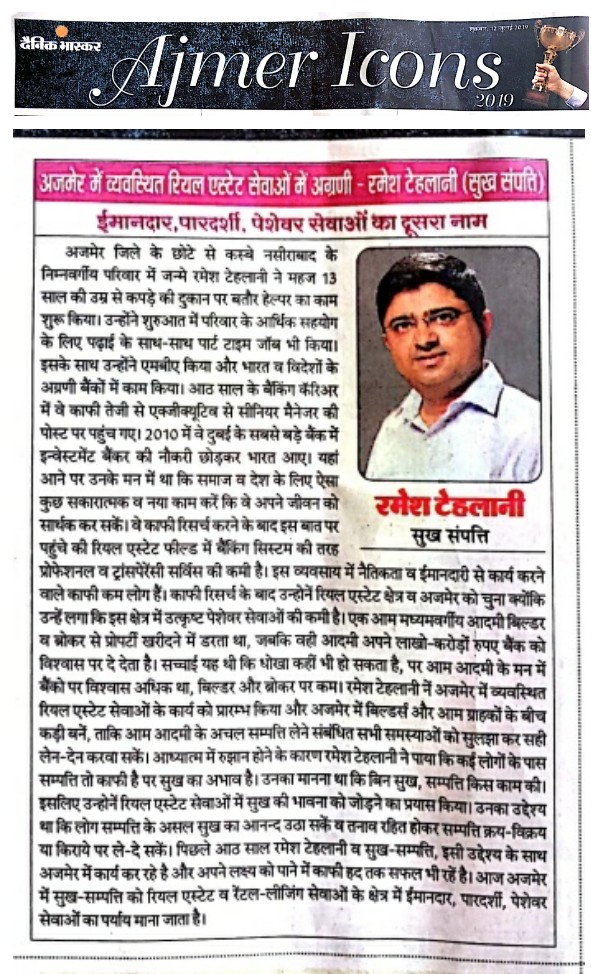 दैनिक भास्कर
Ajmer Icons
2019
शुक्रवार, 12 जुलाई 2019
अजमेर में व्यवस्थित रियल एस्टेट सेवाओं में अग्रणी - रमेश टेहलानी (सुख संपति)
ईमानदार,पारदर्शी, पेशेवर सेवाओं का दूसरा नाम
अजमेर जिले के छोटे से कस्बे नसीराबाद के
निम्नवर्गीय परिवार में जन्मे रमेश टेहलानी ने महज 13
साल की उम्र से कपड़े की दुकान पर बतौर हेल्पर का काम
शुरू किया। उन्होंने शुरुआत में परिवार के आर्थिक सहयोग
के लिए पढ़ाई के साथ-साथ पार्ट टाइम जॉब भी किया।
इसके साथ उन्होंने एमबीए किया और भारत व विदेशों के
अग्रणी बैंकों में काम किया। आठ साल के बैंकिंग कॅरिअर
में वे काफी तेजी से एक्जीक्यूटिव से सीनियर मैनेजर की
पोस्ट पर पहुंच गए। 2010 में वे दुबई के सबसे बड़े बैंक में
इन्वेस्टमेंट बैंकर की नौकरी छोड़कर भारत आए। यहां
आने पर उनके मन में था कि समाज व देश के लिए ऐसा
कुछ सकारात्मक व नया काम करें कि वे अपने जीवन को
सार्थक कर सकें। वे काफी रिसर्च करने के बाद इस बात पर
पहुंचे की रियल एस्टेट फील्ड में बैंकिंग सिस्टम की तरह
रमेश टेहलानी
सुख संपत्ति
प्रोफेशनल व ट्रांसपेरेंसी सर्विस की कमी है। इस व्यवसाय में नैतिकता व ईमानदारी से कार्य करने
वाले काफी कम लोग हैं। काफी रिसर्च के बाद उन्होनें रियल एस्टेट क्षेत्र व अजमेर को चुना क्योंकि
उन्हें लगा कि इस क्षेत्र में उत्कृष्ट पेशेवर सेवाओं की कमी है। एक आम मध्यमवर्गीय आदमी बिल्डर
व ब्रोकर से प्रोपर्टी खरीदने में डरता था, जबकि वही आदमी अपने लाखो-करोड़ों रुपए बैंक को
विश्वास पर दे देता है। सच्चाई यह थी कि धोखा कहीं भी हो सकता है, पर आम आदमी के मन में
बैंको पर विश्वास अधिक था, बिल्डर और ब्रोकर पर कम। रमेश टेहलानी नें अजमेर में व्यवस्थित
रियल एस्टेट सेवाओं के कार्य को प्रारम्भ किया और अजमेर में बिल्डर्स और आम ग्राहकों के बीच
कड़ी बनें, ताकि आम आदमी के अचल सम्पति लेने संबंधित सभी समस्याओं को सुलझा कर सही
लेन-देन करवा सकें। आध्यात्म में रुझान होने के कारण रमेश टेहलानी ने पाया कि कई लोगों के पास
सम्पति तो काफी है पर सुख का अभाव है। उनका मानना था कि बिन सुख, सम्पति किस काम की।
इसलिए उन्होनें रियल एस्टेट सेवाओं में सुख की भावना को जोड़ने का प्रयास किया। उनका उद्देश्य
था कि लोग सम्पति के असल सुख का आनन्द उठा सकें व तनाव रहित होकर सम्पति क्रय-विक्रय
या किराये पर ले-दे सकें। पिछले आठ साल रमेश टेहलानी व सुख-सम्पति, इसी उद्देश्य के साथ
अजमेर में कार्य कर रहे है और अपने लक्ष्य को पाने में काफी हद तक सफल भी रहें है। आज अजमेर
में सुख-सम्पति को रियल एस्टेट व रेंटल-लीजिंग सेवाओं के क्षेत्र में ईमानदार, पारदर्शी, पेशेवर
सेवाओं का पर्याय माना जाता है।